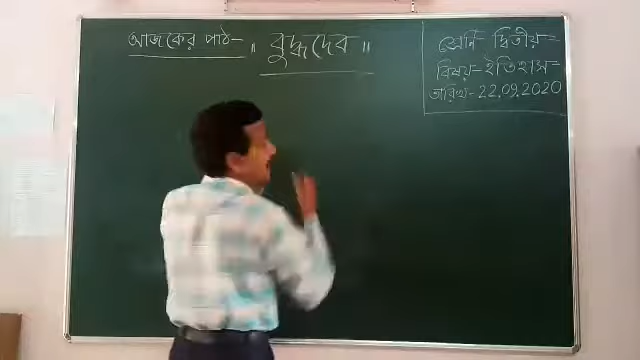 আজকের পাঠ- ॥ বুদ্ধদেব ॥
শ্রেণি- দ্বিতীয়=
বিষয়- ইতিহাস=
তারিখ- 22.09.2020